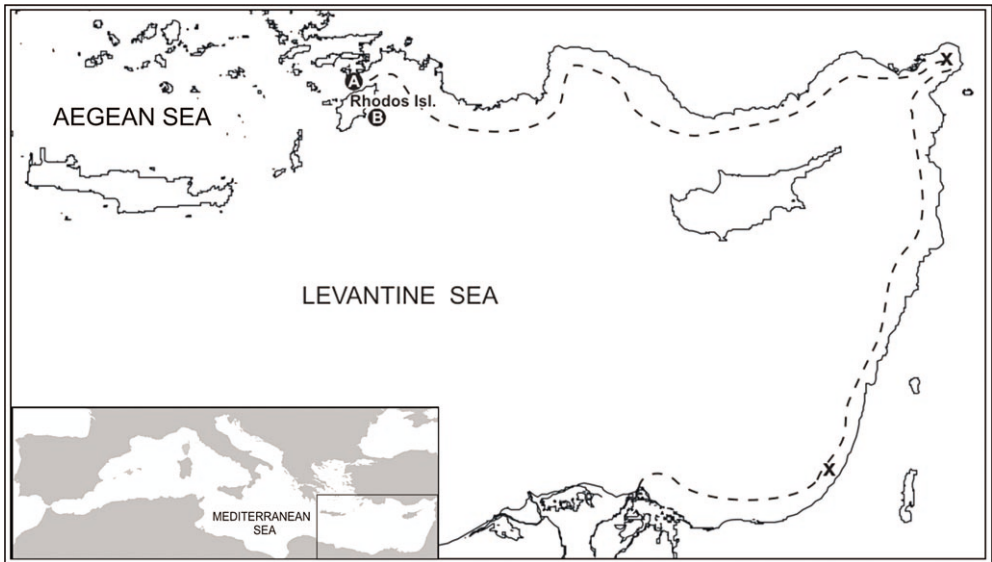 X
A
Rhodos Isl.
AEGEAN SEA
B
LEVANTINE SEA
X
MEDITERRANEAN
SEA